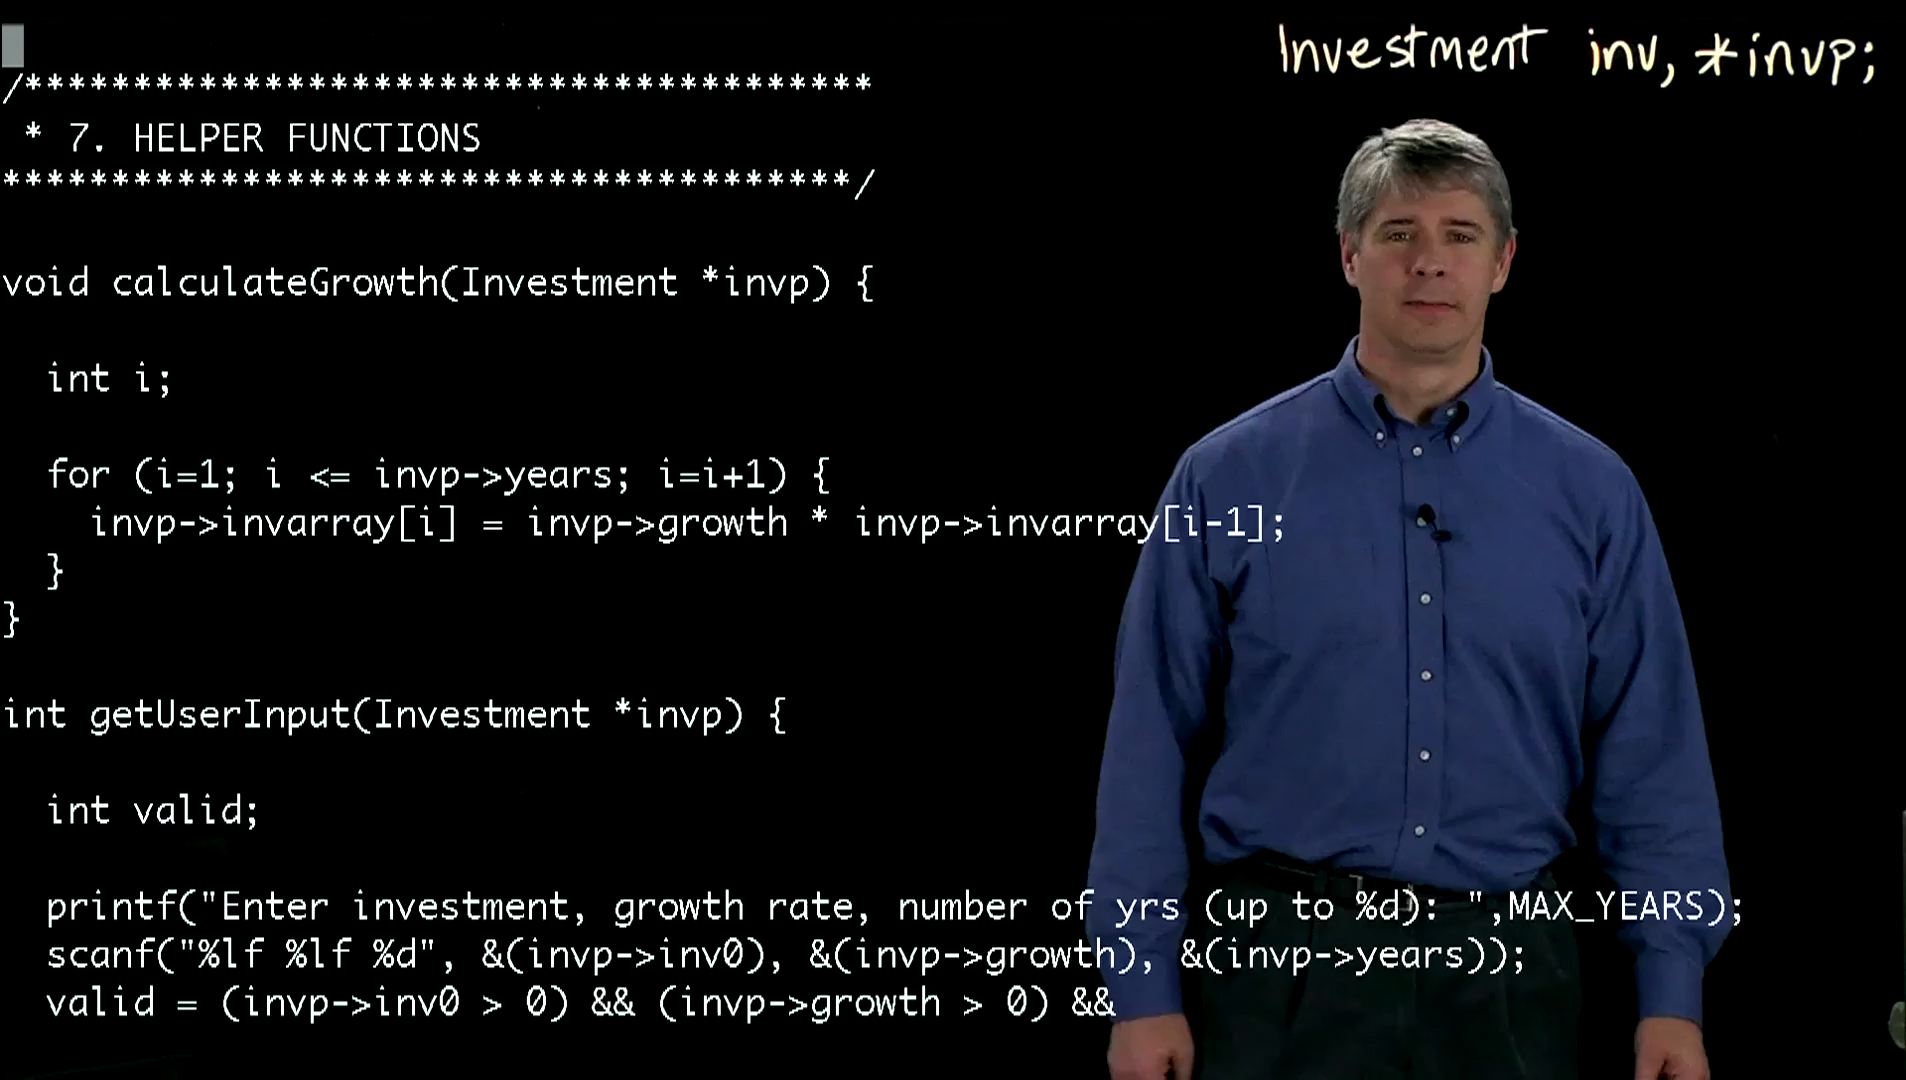 Investment inv, *invp;
/***************************************
 * 7. HELPER FUNCTIONS
***************************************/
void calculateGrowth(Investment *invp) {
  int i;
  for (i=1; i <= invp->years; i=i+1) {
    invp->invarray[i] = invp->growth * invp->invarray[i-1];
  }
}
int getUserInput(Investment *invp) {
  int valid;
  printf("Enter investment, growth rate, number of yrs (up to %d): ",MAX_YEARS);
  scanf("%lf %lf %d", &(invp->inv0), &(invp->growth), &(invp->years));
  valid = (invp->inv0 > 0) && (invp->growth > 0) &&